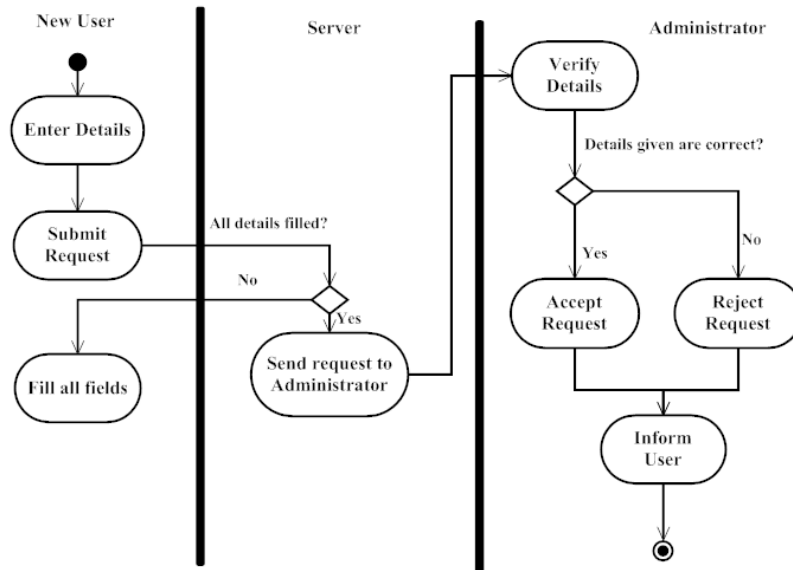 New User
Server
Administrator
Enter Details
Submit
Request
Fill all fields
All details filled?
No
Yes
Send request to
Administrator
Verify
Details
Details given are correct?
Yes
No
Accept
Request
Reject
Request
Inform
User